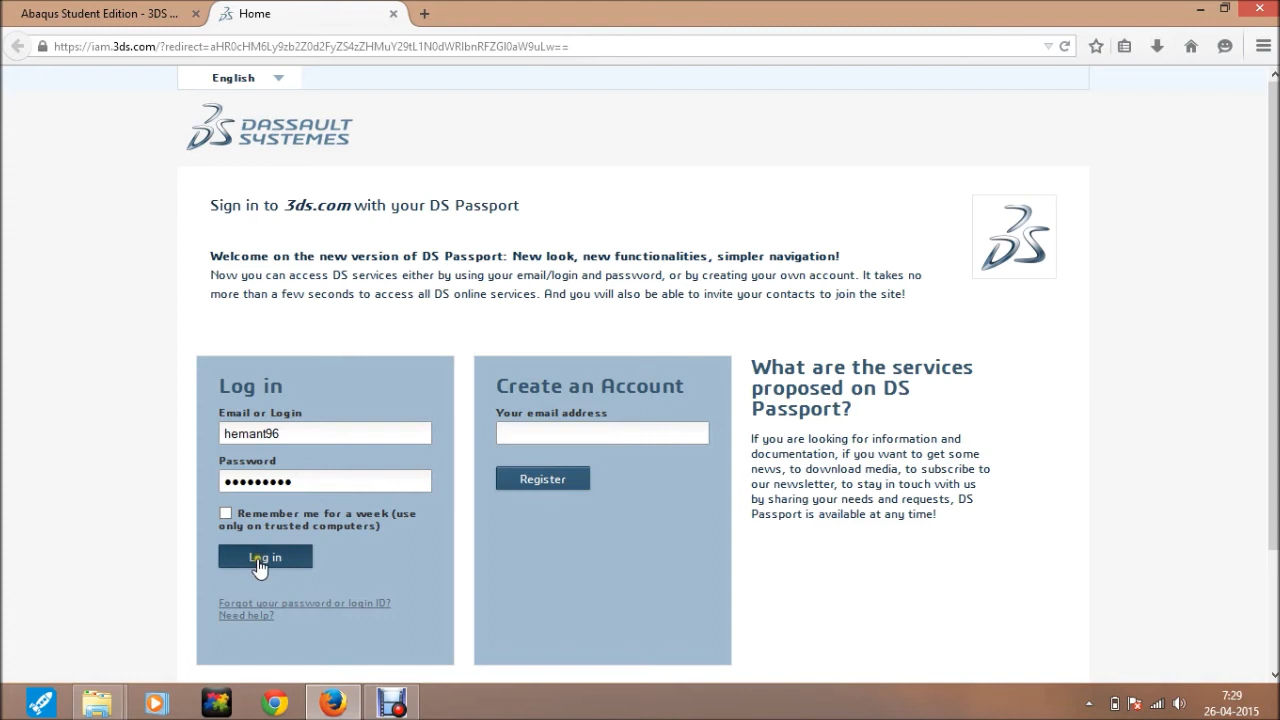 Abaqus Student Edition - 3DS ...
Home
https://iam.3ds.com/?redirect=aHR0cHM6Ly9zb2Z0d2FyZS4zZHMuY29tL1N0dWRlbnRFZGl0aW9uLw==
English
DASSAULT
SYSTEMES
Sign in to 3ds.com with your DS Passport
Welcome on the new version of DS Passport: New look, new functionalities, simpler navigation!
Now you can access DS services either by using your email/login and password, or by creating your own account. It takes no
more than a few seconds to access all DS online services. And you will also be able to invite your contacts to join the site!
Log in
Email or Login
hemant96
Password
Remember me for a week (use
only on trusted computers)
Log in
Forgot your password or login ID?
Need help?
Create an Account
Your email address
Register
What are the services
proposed on DS
Passport?
If you are looking for information and
documentation, if you want to get some
news, to download media, to subscribe to
our newsletter, to stay in touch with us
by sharing your needs and requests, DS
Passport is available at any time!
7:29
26-04-2015